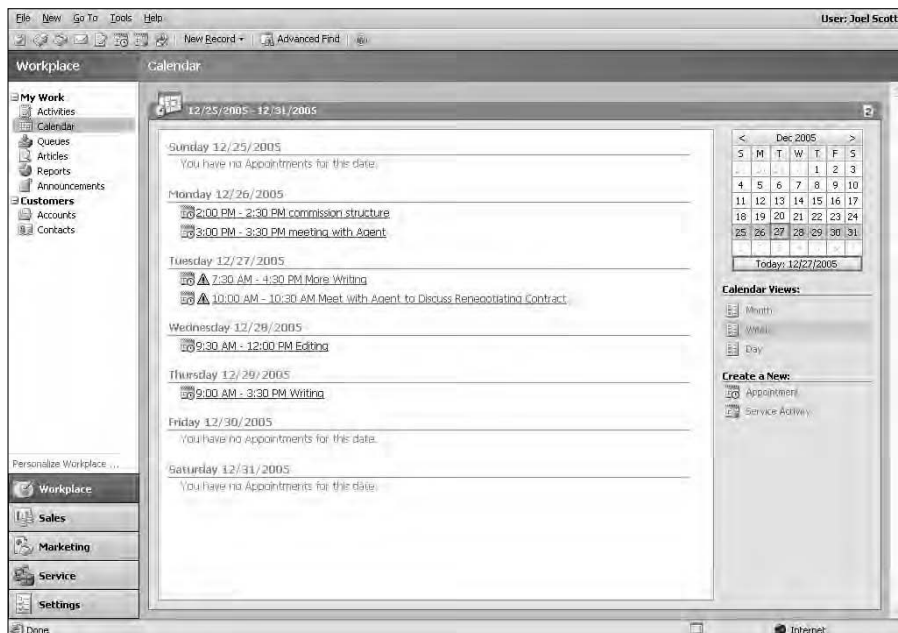 File New Go To Tools Help
User: Joel Scott
New Record Advanced Find
Workplace
Calendar
My Work
Activities
Calendar
Queues
Articles
Reports
Announcements
Customers
Accounts
Contacts
Personalize Workplace ...
Workplace
Sales
Marketing
Service
Settings
12/25/2005 - 12/31/2005
Sunday 12/25/2005
You have no Appointments for this date.
Monday 12/26/2005
2:00 PM - 2:30 PM commission structure
3:00 PM - 3:30 PM meeting with Agent
Tuesday 12/27/2005
7:30 AM - 4:30 PM More Writing
10:00 AM - 10:30 AM Meet with Agent to Discuss Renegotiating Contract
Wednesday 12/28/2005
9:30 AM - 12:00 PM Editing
Thursday 12/29/2005
9:00 AM - 3:30 PM Writing
Friday 12/30/2005
You have no Appointments for this date.
Saturday 12/31/2005
You have no Appointments for this date.
< Dec 2005 >
S M T W T F S
1 2 3
4 5 6 7 8 9 10
11 12 13 14 15 16 17
18 19 20 21 22 23 24
25 26 27 28 29 30 31
Today: 12/27/2005
Calendar Views:
Month
Week
Day
Create a New:
Appointment
Service Activity
Done
Internet